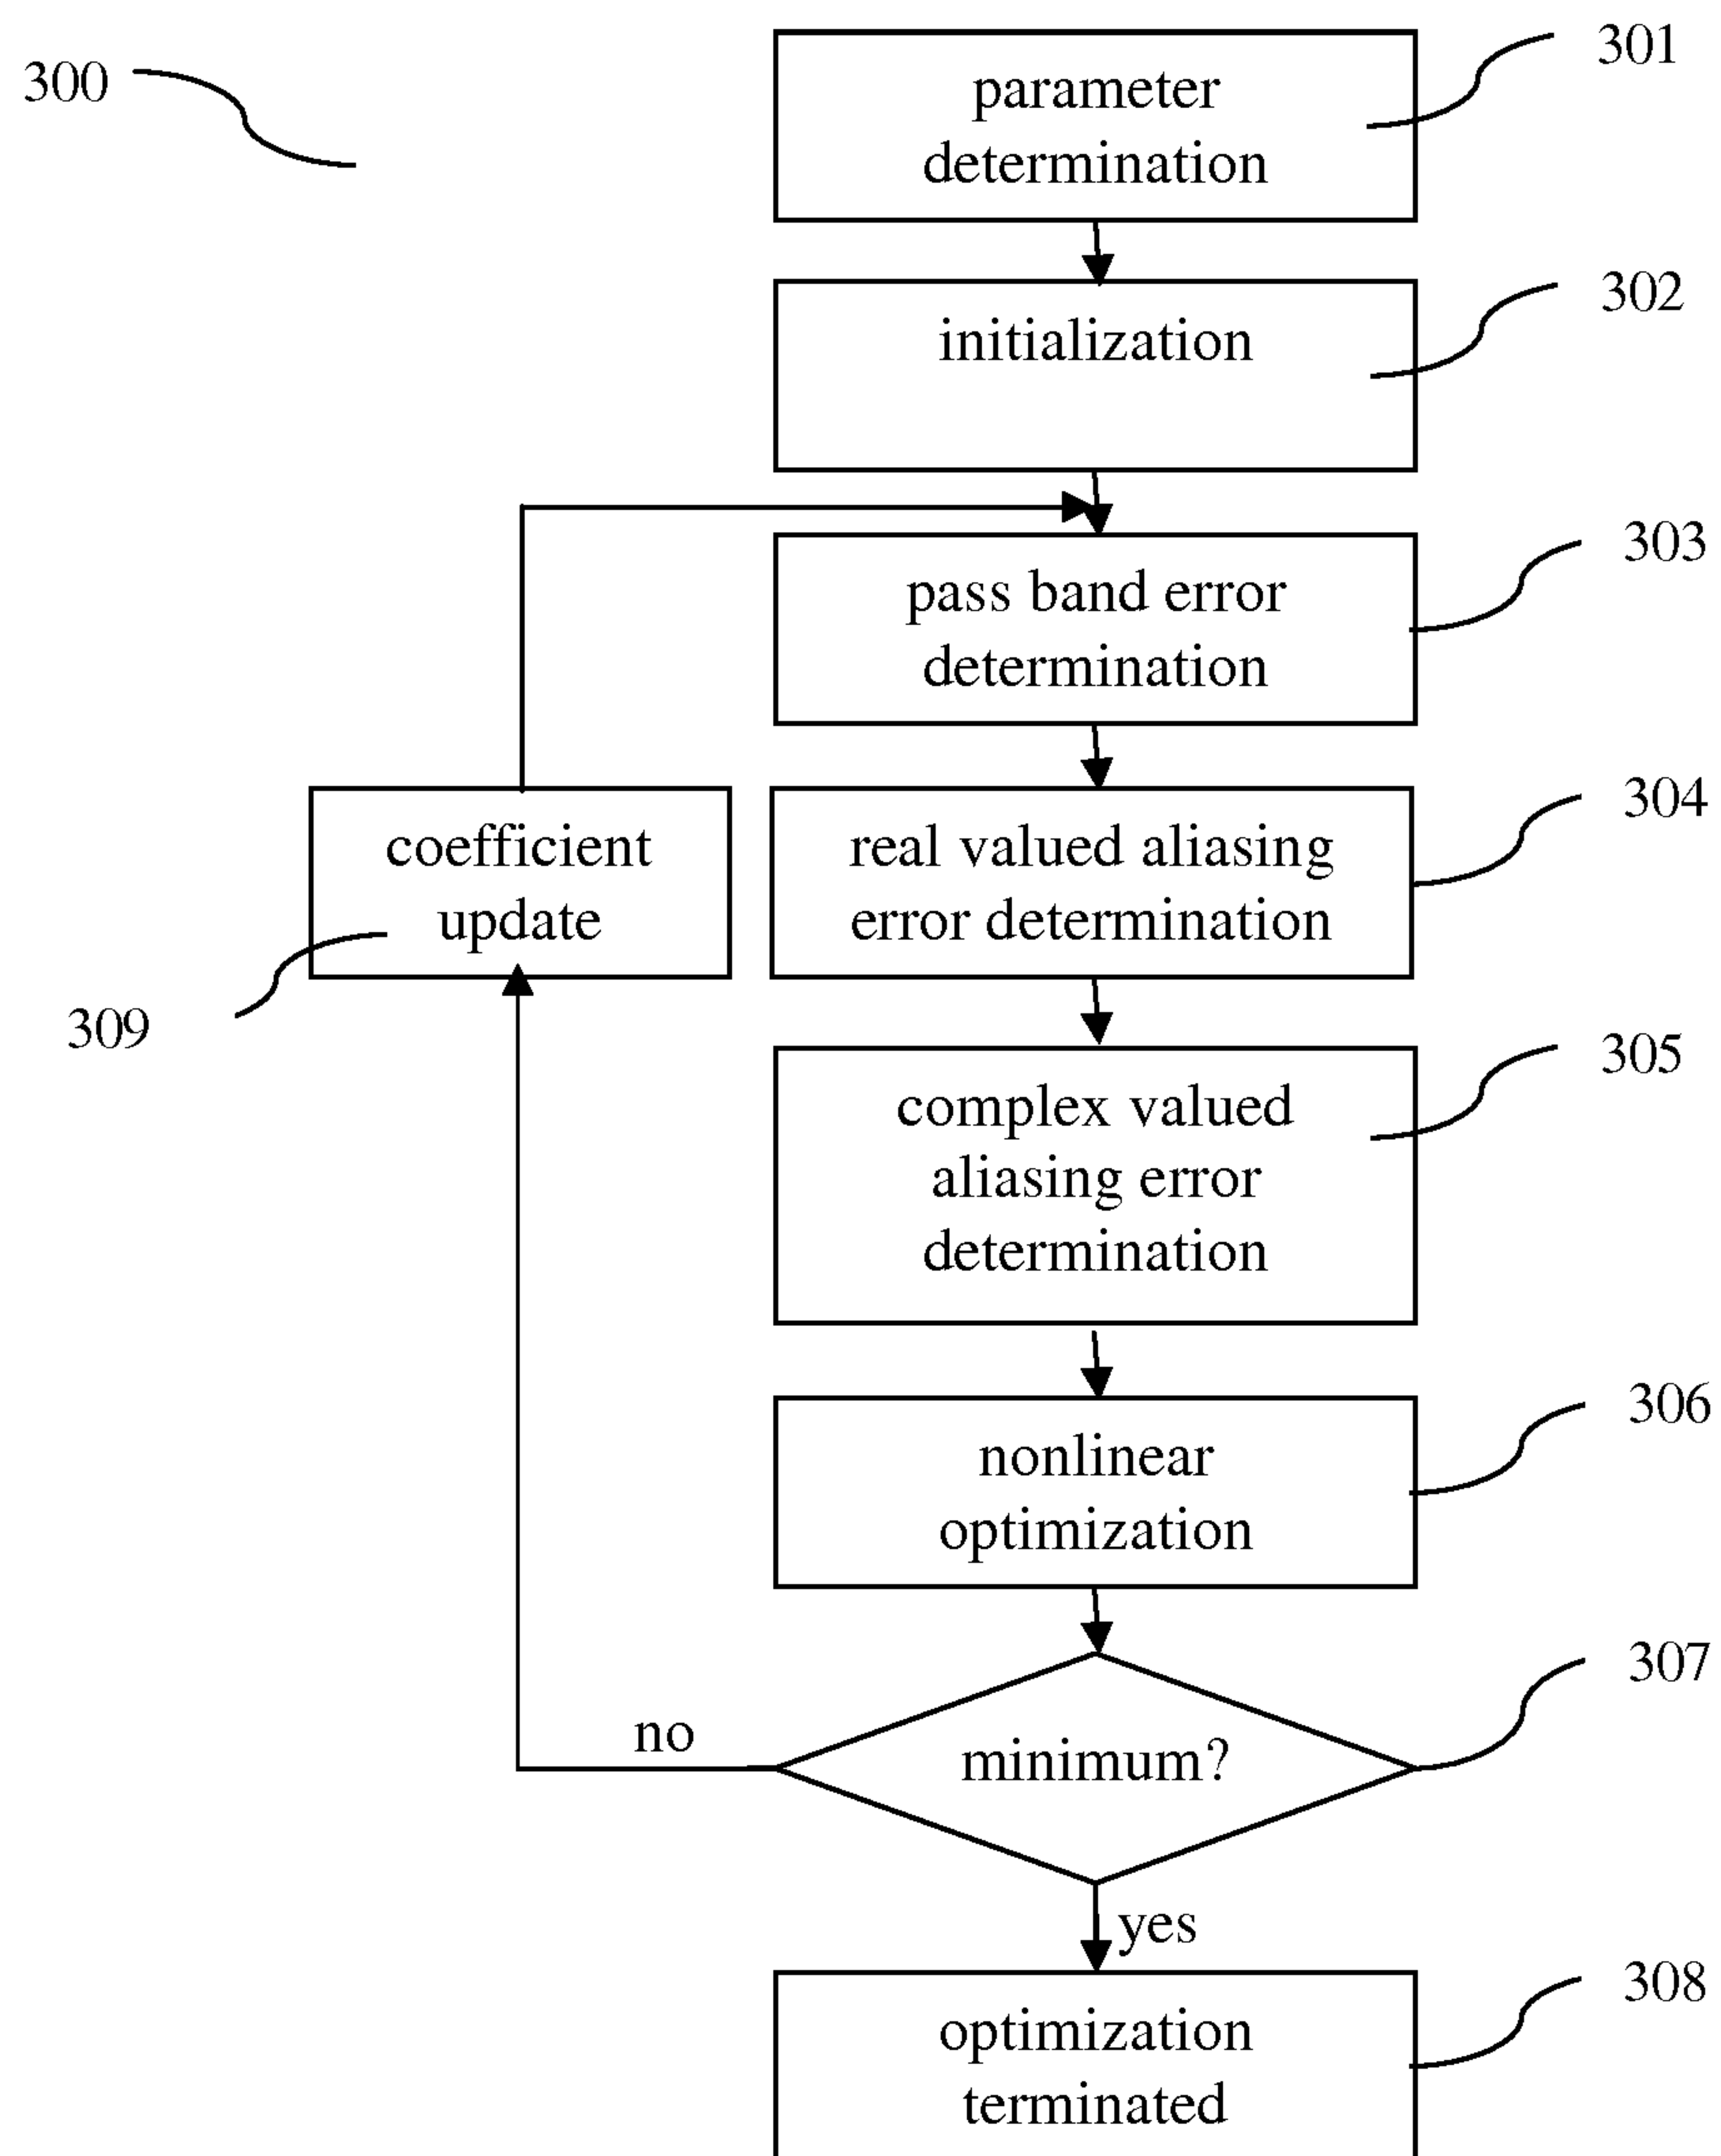 300
301
parameter
determination
302
initialization
303
pass band error
determination
304
real valued aliasing
error determination
coefficient
update
309
305
complex valued
aliasing error
determination
306
nonlinear
optimization
307
no
minimum?
yes
308
optimization
terminated